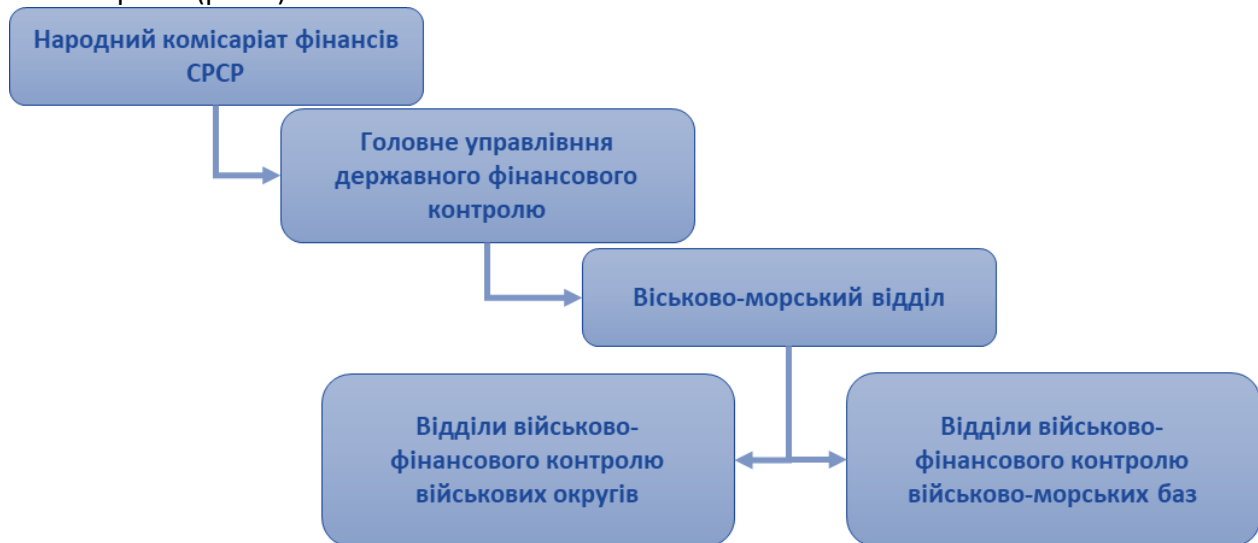 Народний комісаріат фінансів
СРСР
Головне управлівння
державного фінансового
контролю
Віськово-морський відділ
Відділи військово-
фінансового контролю
військових округів
Відділи військово-
фінансового контролю
військово-морських баз